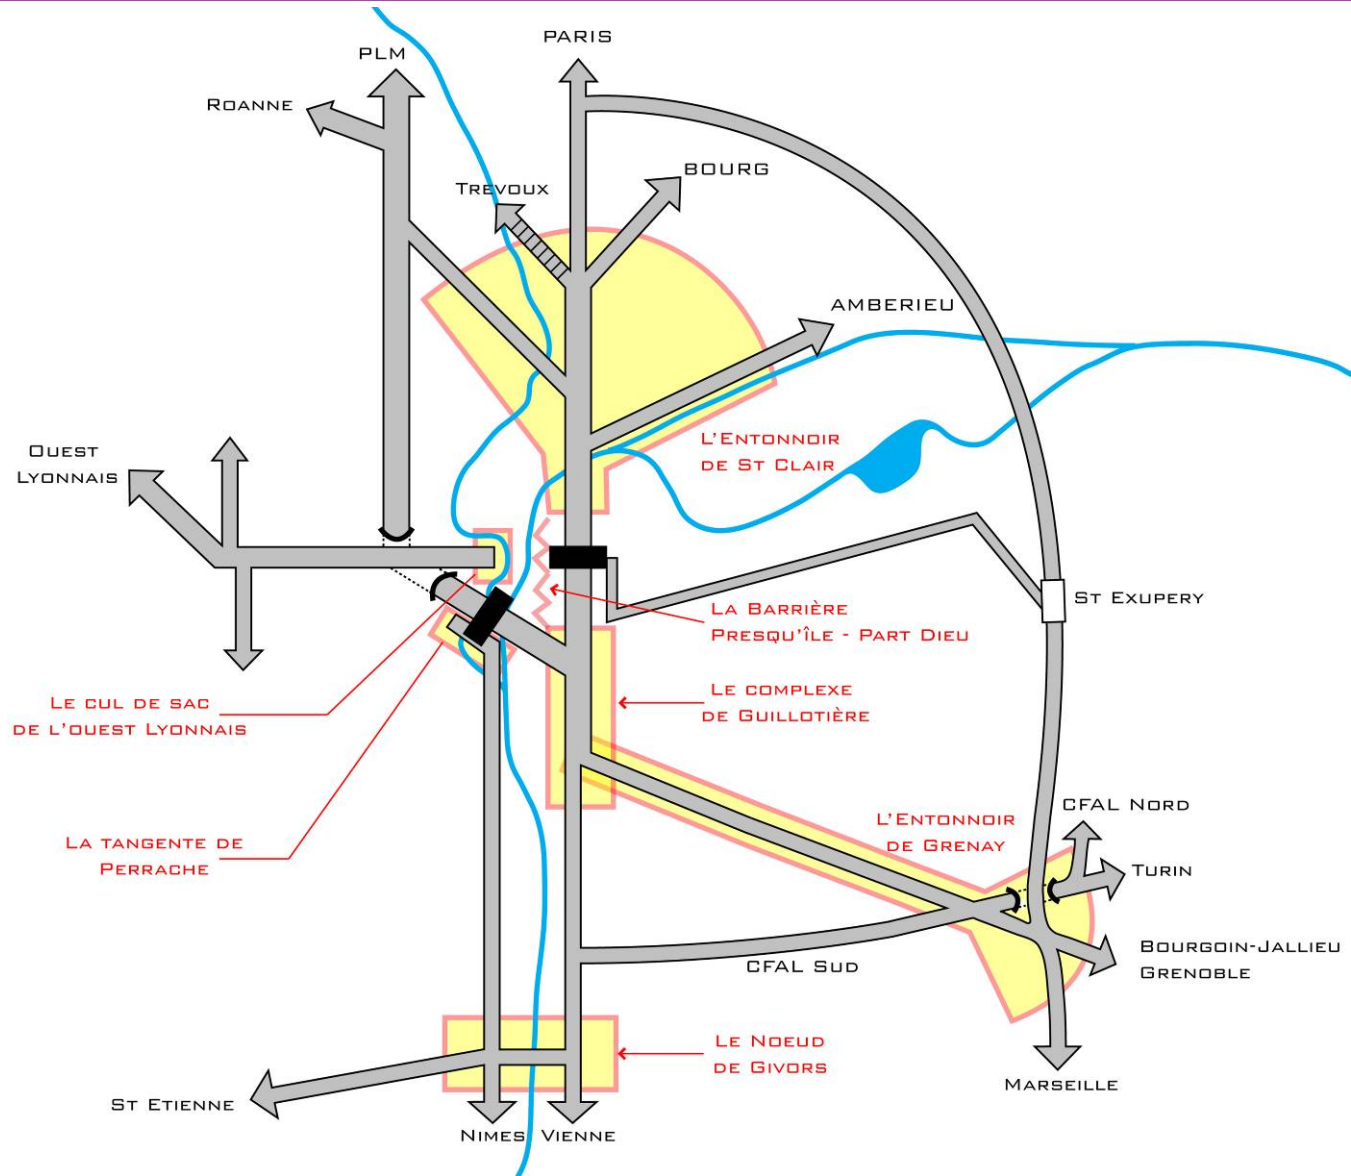 PARIS
PLM
ROANNE
BOURG
TREVOUX
AMBERIEU
L'ENTONNOIR
DE ST CLAIR
OUEST
LYONNAIS
ST EXUPERY
LA BARRIÈRE
PRESQU'ÎLE - PART DIEU
LE COMPLEXE
DE GUILLOTIÈRE
LE CUL DE SAC
DE L'OUEST LYONNAIS
CFAL NORD
L'ENTONNOIR
DE GRENAY
LA TANGENTE DE
PERRACHE
TURIN
BOURGOIN-JALLIEU
GRENOBLE
CFAL SUD
LE NOEUD
DE GIVORS
MARSEILLE
ST ETIENNE
NIMES
VIENNE